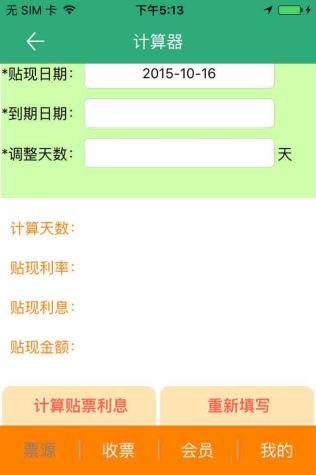 无 SIM 卡 下午5:13
计算器
*贴现日期： 2015-10-16
*到期日期：
*调整天数： 天
计算天数：
贴现利率：
贴现利息：
贴现金额：
计算贴票利息 重新填写
票源 收票 会员 我的